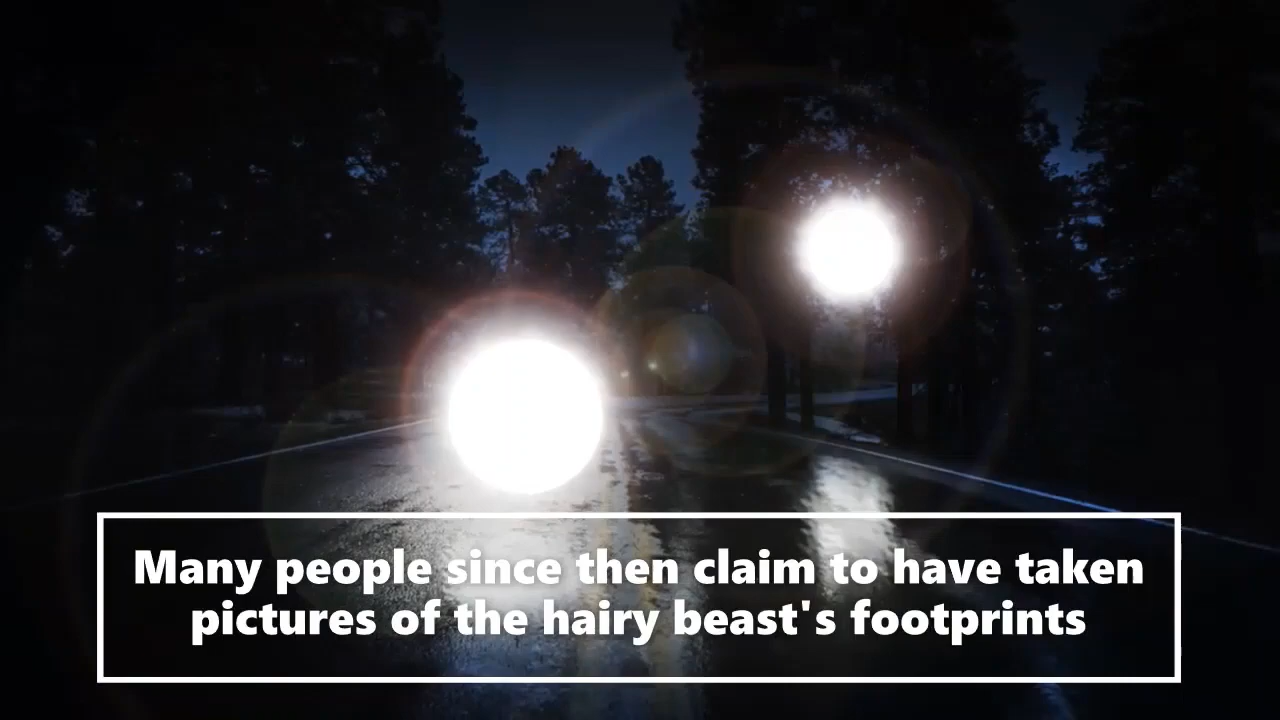 Many people since then claim to have taken
pictures of the hairy beast's footprints